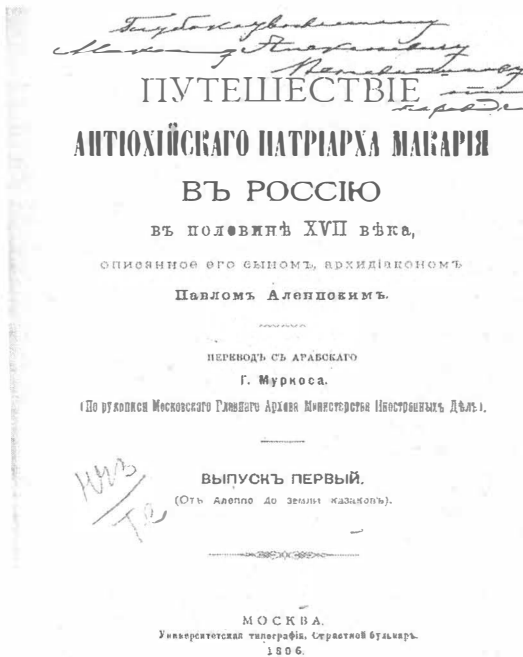 Глубокоуважаемому
ПУТЕШЕСТВІЕ
АНТІОХІЙСКАГО ПАТРІАРХА МАКАРІЯ
ВЪ РОССІЮ
въ половинѣ XVII вѣка,
описанное его сыномъ, архидіакономъ
Павломъ Алеппскимъ.
ПЕРЕВОДЪ СЪ АРАБСКАГО
Г. Муркоса.
(По рукописи Московскаго Главнаго Архива Министерства Иностранныхъ Дѣлъ).
ВЫПУСКЪ ПЕРВЫЙ.
(Отъ Алеппо до земли казаковъ).
МОСКВА.
Университетская типографія, Страстной бульваръ.
1896.